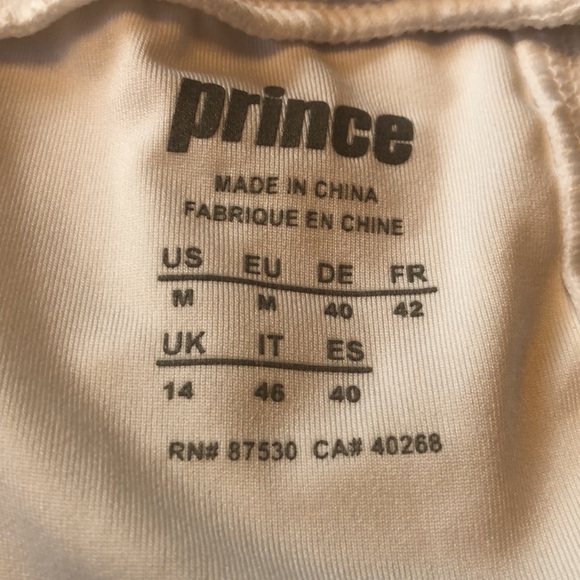 prince
MADE IN CHINA
FABRIQUE EN CHINE
US EU DE FR
M M 40 42
UK IT ES
14 46 40
RN# 87530 CA# 40268